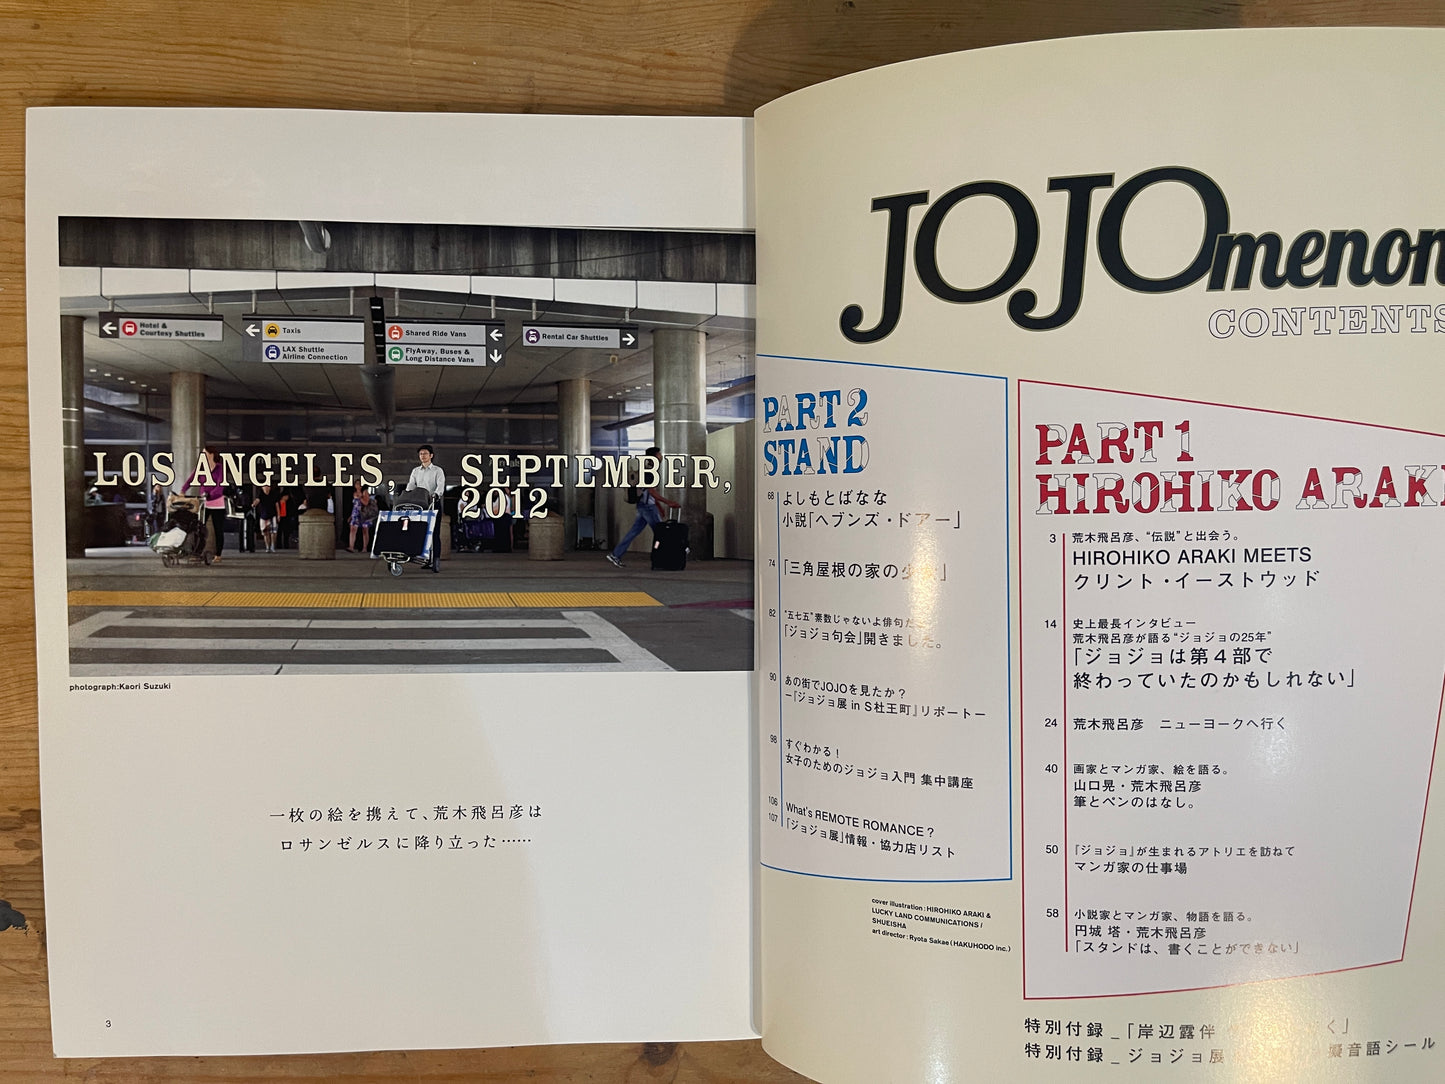 Hotel &
Courtesy Shuttles
Taxis
LAX Shuttle
Airline Connection
Shared Ride Vans
FlyAway, Buses &
Long Distance Vans
Rental Car Shuttles
LOS ANGELES, SEPTEMBER,
2012
photograph:Kaori Suzuki
一枚の絵を携えて、荒木飛呂彦は
ロサンゼルスに降り立った……
3
JOJOmenon
CONTENTS
PART 1
HIROHIKO ARAKI
3 荒木飛呂彦、“伝説”と出会う。
HIROHIKO ARAKI MEETS
クリント・イーストウッド
14 史上最長インタビュー
荒木飛呂彦が語る“ジョジョの25年”
「ジョジョは第4部で
終わっていたのかもしれない」
24 荒木飛呂彦 ニューヨークへ行く
40 画家とマンガ家、絵を語る。
山口晃・荒木飛呂彦
筆とペンのはなし。
50 『ジョジョ』が生まれるアトリエを訪ねて
マンガ家の仕事場
58 小説家とマンガ家、物語を語る。
円城 塔・荒木飛呂彦
「スタンドは、書くことができない」
PART 2
STAND
68 よしもとばなな
小説「ヘブンズ・ドアー」
74 「三角屋根の家の少」
82 “五七五”素数じゃないよ俳句だ
「ジョジョ句会」開きました。
90 あの街でJOJOを見たか？
ー『ジョジョ展 in S杜王町』リポートー
98 すぐわかる！
女子のためのジョジョ入門 集中講座
106 What's REMOTE ROMANCE？
107 「ジョジョ展」情報・協力店リスト
cover illustration:HIROHIKO ARAKI &
LUCKY LAND COMMUNICATIONS /
SHUEISHA
art director:Ryota Sakae(HAKUHODO inc.)
特別付録_「岸辺露伴 く」
特別付録_ジョジョ展 擬音語シール